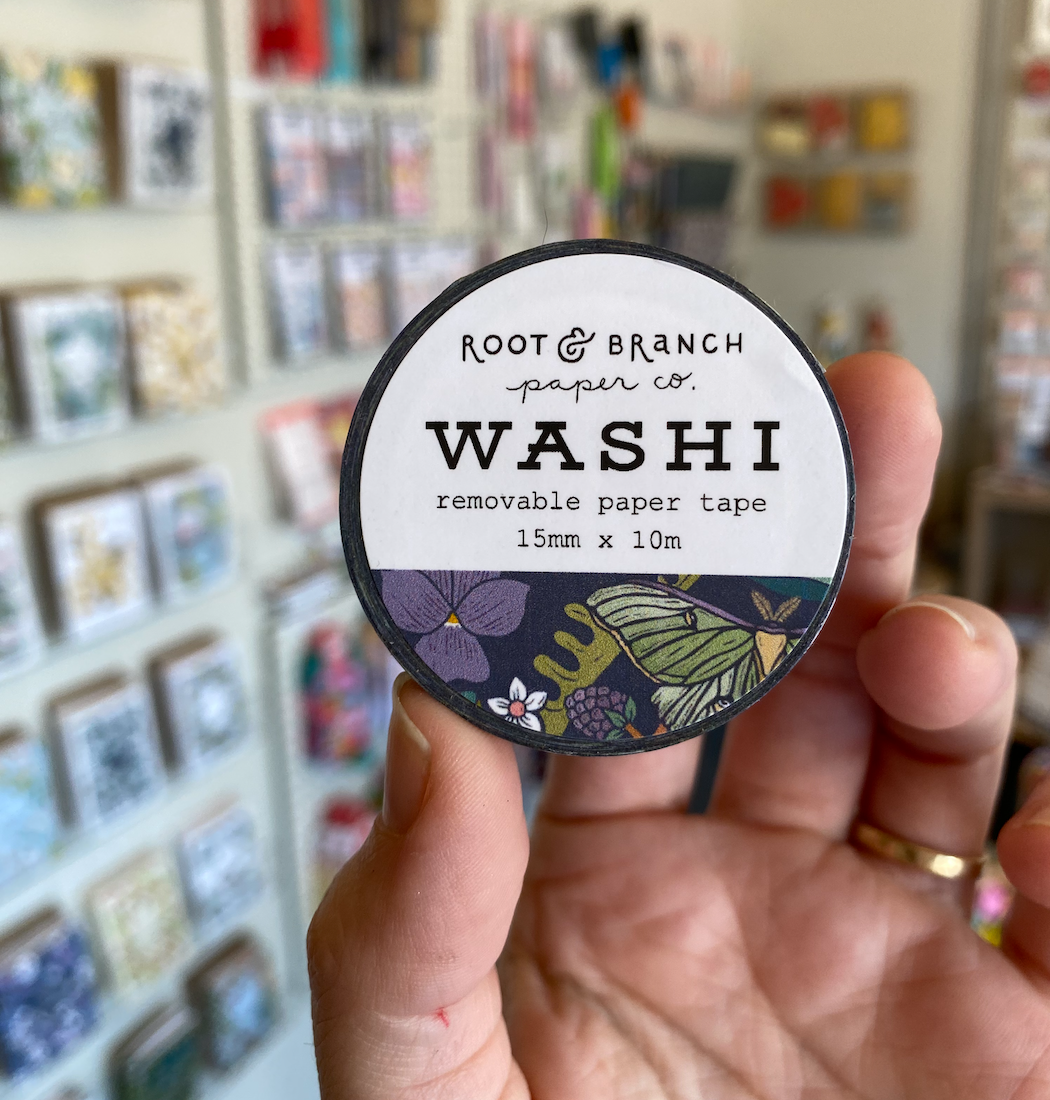 ROOT & BRANCH
paper co.
WASHI
removable paper tape
15mm x 10m